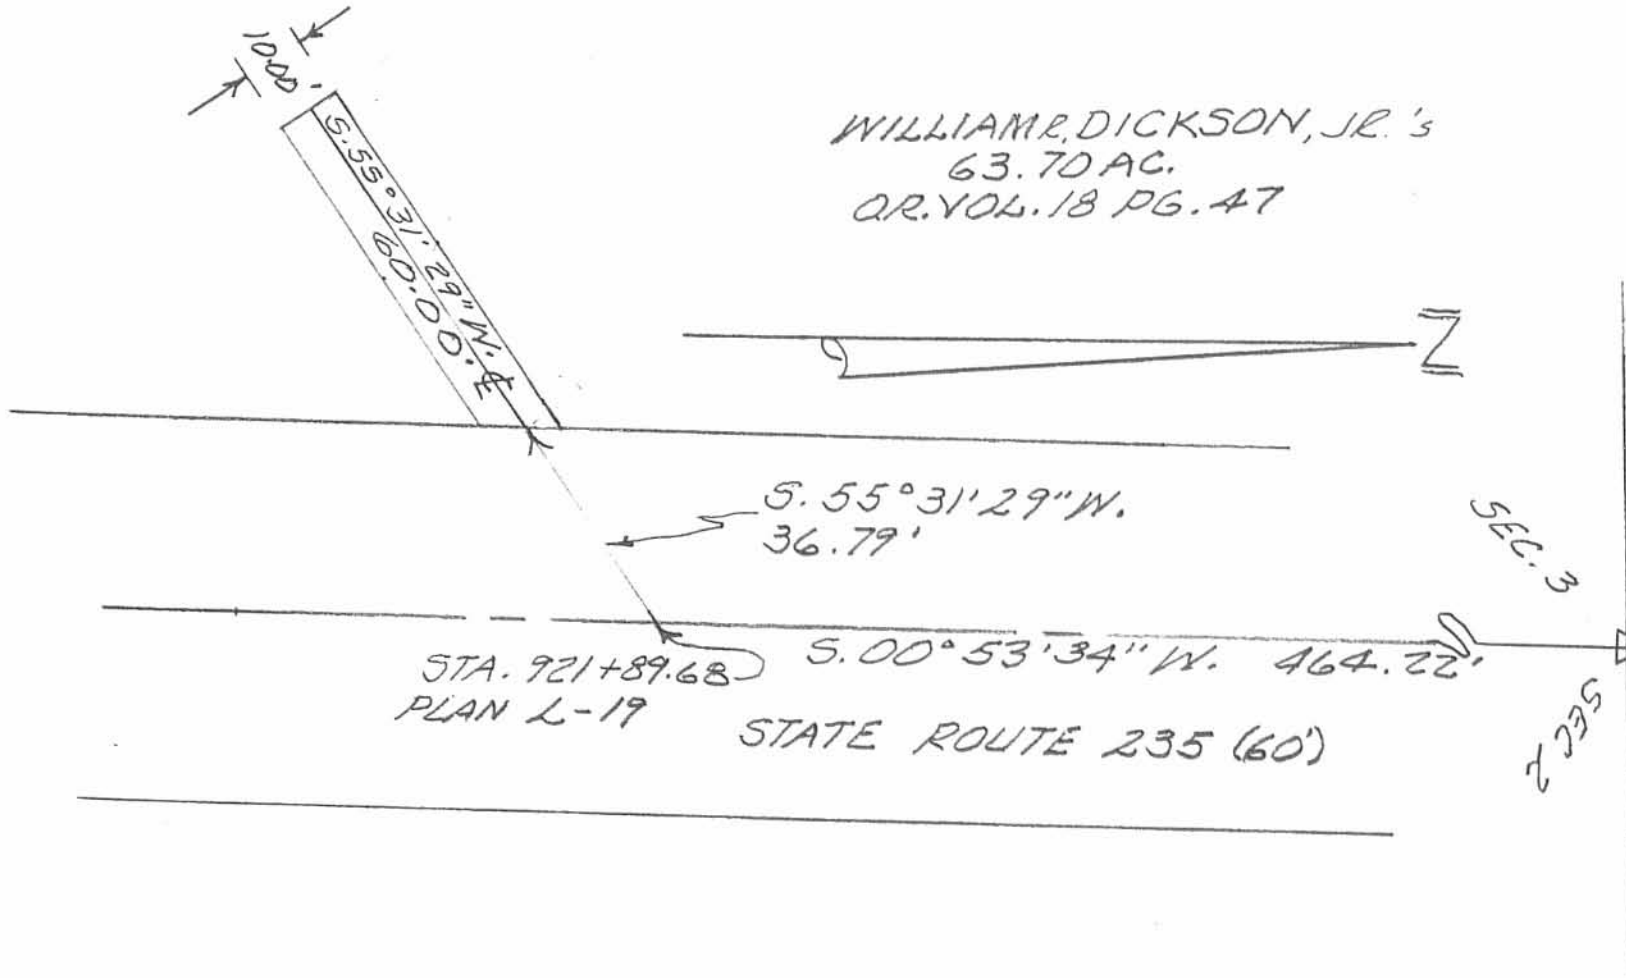 10.00'
S.55°31'29"W.
60.00' ℄
WILLIAM R. DICKSON, JR.'s
63.70 AC.
O.R. VOL. 18 PG. 47
N
S. 55°31'29"W.
36.79'
SEC. 3
STA. 921+89.68
PLAN L-19
S.00°53'34"W. 464.22'
STATE ROUTE 235 (60')
SEC 2